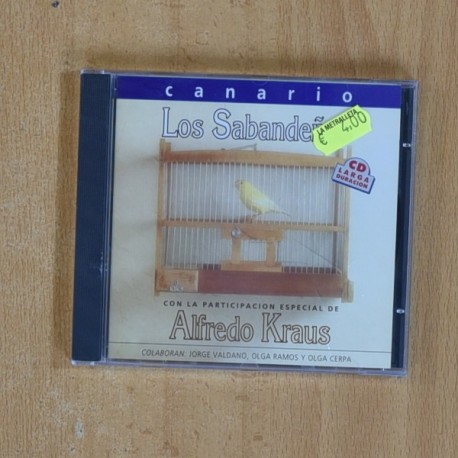 canario
Los Sabande
LA METRALLETA
€ 4,00
CD
LARGA
DURACION
CON LA PARTICIPACION ESPECIAL DE
Alfredo Kraus
COLABORAN: JORGE VALDANO, OLGA RAMOS Y OLGA CERPA